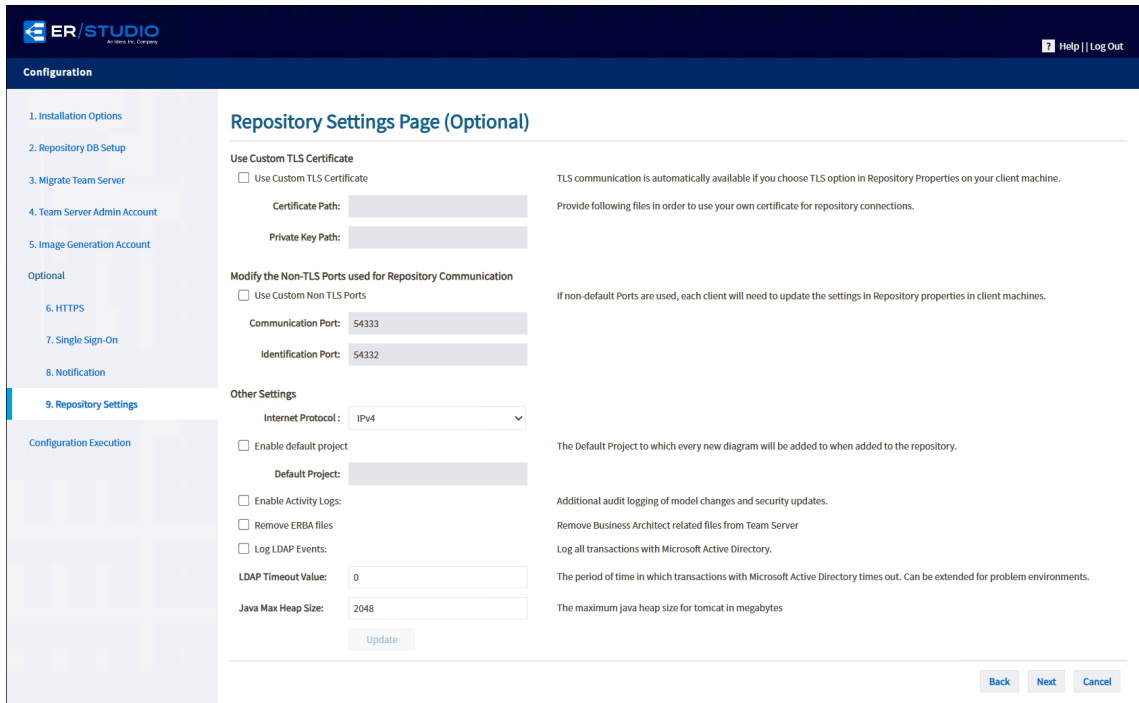 ER/STUDIO
An Idera, Inc. Company
? Help | | Log Out
Configuration
1. Installation Options
2. Repository DB Setup
3. Migrate Team Server
4. Team Server Admin Account
5. Image Generation Account
Optional
6. HTTPS
7. Single Sign-On
8. Notification
9. Repository Settings
Configuration Execution
Repository Settings Page (Optional)
Use Custom TLS Certificate
Use Custom TLS Certificate
TLS communication is automatically available if you choose TLS option in Repository Properties on your client machine.
Certificate Path:
Provide following files in order to use your own certificate for repository connections.
Private Key Path:
Modify the Non-TLS Ports used for Repository Communication
Use Custom Non TLS Ports
If non-default Ports are used, each client will need to update the settings in Repository properties in client machines.
Communication Port: 54333
Identification Port: 54332
Other Settings
Internet Protocol : IPv4
Enable default project
The Default Project to which every new diagram will be added to when added to the repository.
Default Project:
Enable Activity Logs:
Additional audit logging of model changes and security updates.
Remove ERBA files
Remove Business Architect related files from Team Server
Log LDAP Events:
Log all transactions with Microsoft Active Directory.
LDAP Timeout Value: 0
The period of time in which transactions with Microsoft Active Directory times out. Can be extended for problem environments.
Java Max Heap Size: 2048
The maximum java heap size for tomcat in megabytes
Update
Back Next Cancel